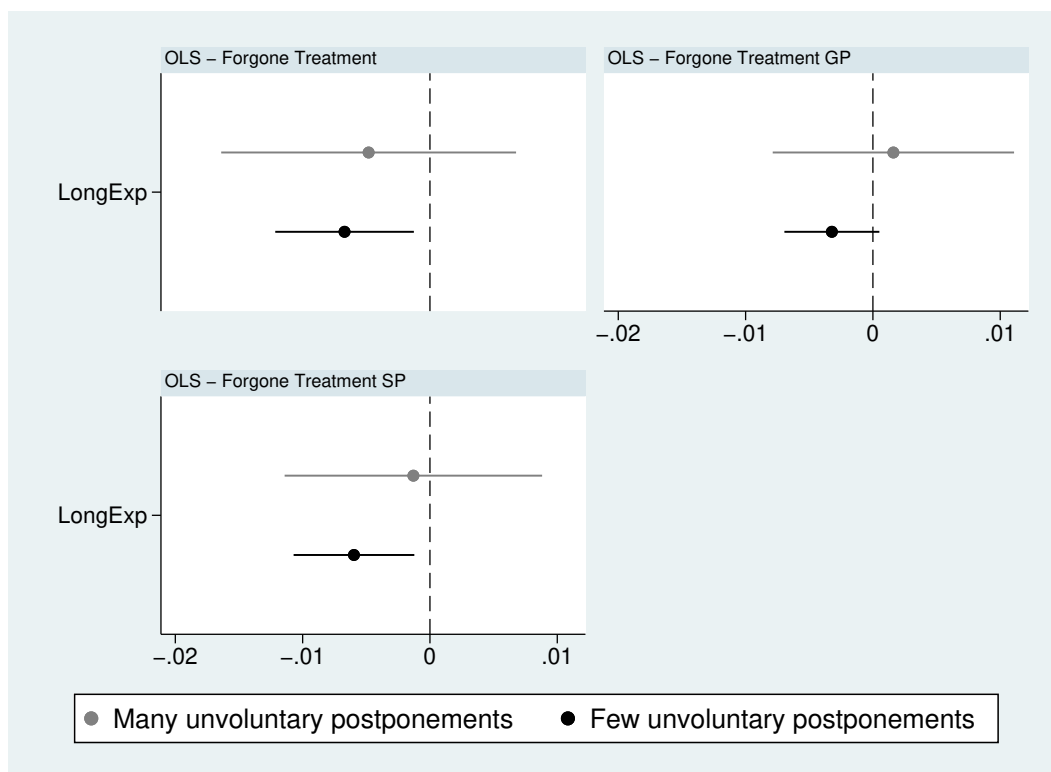 OLS − Forgone Treatment
OLS − Forgone Treatment GP
LongExp
−.02 −.01 0 .01
OLS − Forgone Treatment SP
LongExp
−.02 −.01 0 .01
Many unvoluntary postponements
Few unvoluntary postponements